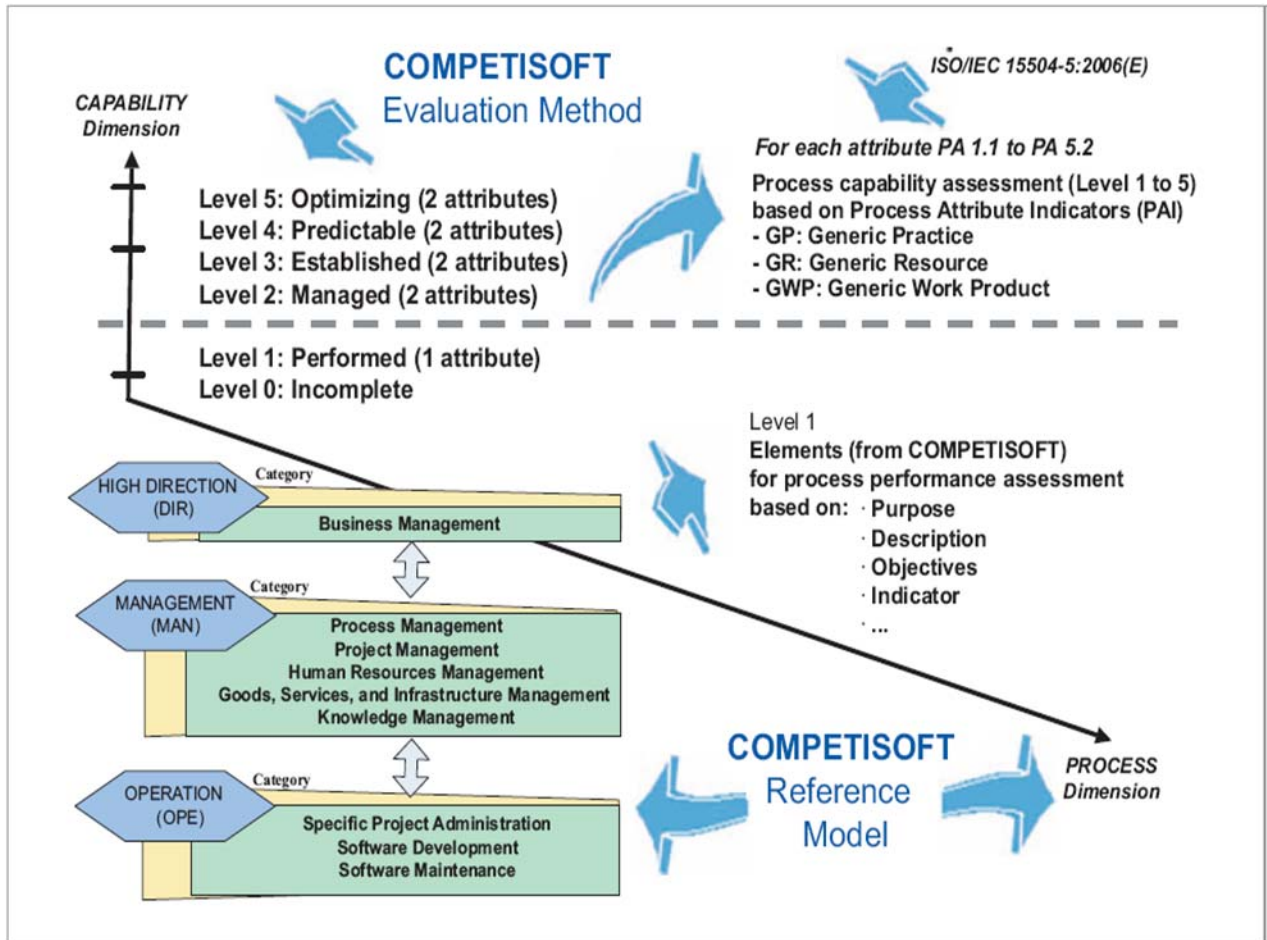 COMPETISOFT
Evaluation Method
ISO/IEC 15504-5:2006(E)
CAPABILITY
Dimension
For each attribute PA 1.1 to PA 5.2
Process capability assessment (Level 1 to 5)
based on Process Attribute Indicators (PAI)
- GP: Generic Practice
- GR: Generic Resource
- GWP: Generic Work Product
Level 5: Optimizing (2 attributes)
Level 4: Predictable (2 attributes)
Level 3: Established (2 attributes)
Level 2: Managed (2 attributes)
Level 1: Performed (1 attribute)
Level 0: Incomplete
Level 1
Elements (from COMPETISOFT)
for process performance assessment
based on: · Purpose
· Description
· Objectives
· Indicator
· ...
HIGH DIRECTION
(DIR)
Category
Business Management
MANAGEMENT
(MAN)
Category
Process Management
Project Management
Human Resources Management
Goods, Services, and Infrastructure Management
Knowledge Management
OPERATION
(OPE)
Category
Specific Project Administration
Software Development
Software Maintenance
COMPETISOFT
Reference
Model
PROCESS
Dimension